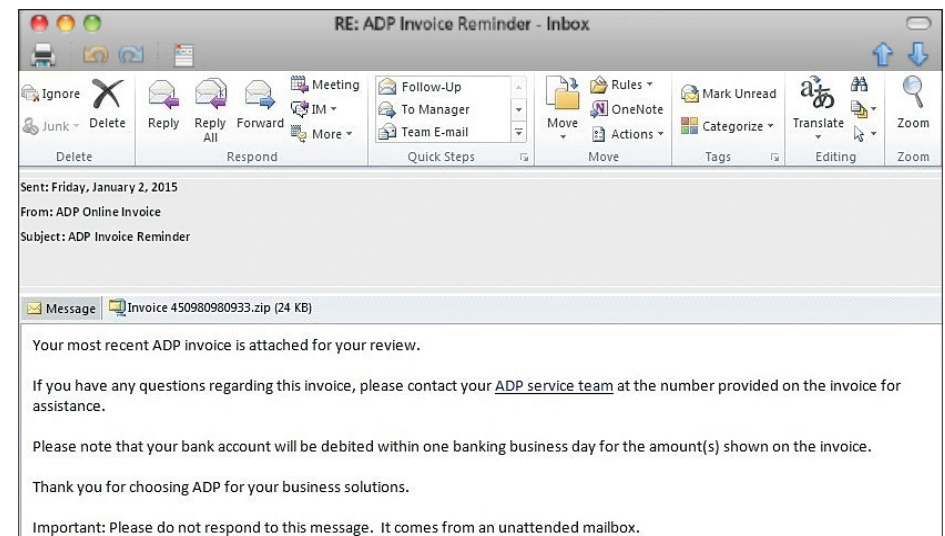 RE: ADP Invoice Reminder - Inbox
Ignore
Junk
Delete
Reply
Reply All
Forward
Meeting
IM
More
Follow-Up
To Manager
Team E-mail
Move
Rules
OneNote
Actions
Mark Unread
Categorize
Translate
Zoom
Delete
Respond
Quick Steps
Move
Tags
Editing
Zoom
Sent: Friday, January 2, 2015
From: ADP Online Invoice
Subject: ADP Invoice Reminder
Message
Invoice 450980980933.zip (24 KB)
Your most recent ADP invoice is attached for your review.
If you have any questions regarding this invoice, please contact your ADP service team at the number provided on the invoice for
assistance.
Please note that your bank account will be debited within one banking business day for the amount(s) shown on the invoice.
Thank you for choosing ADP for your business solutions.
Important: Please do not respond to this message.  It comes from an unattended mailbox.